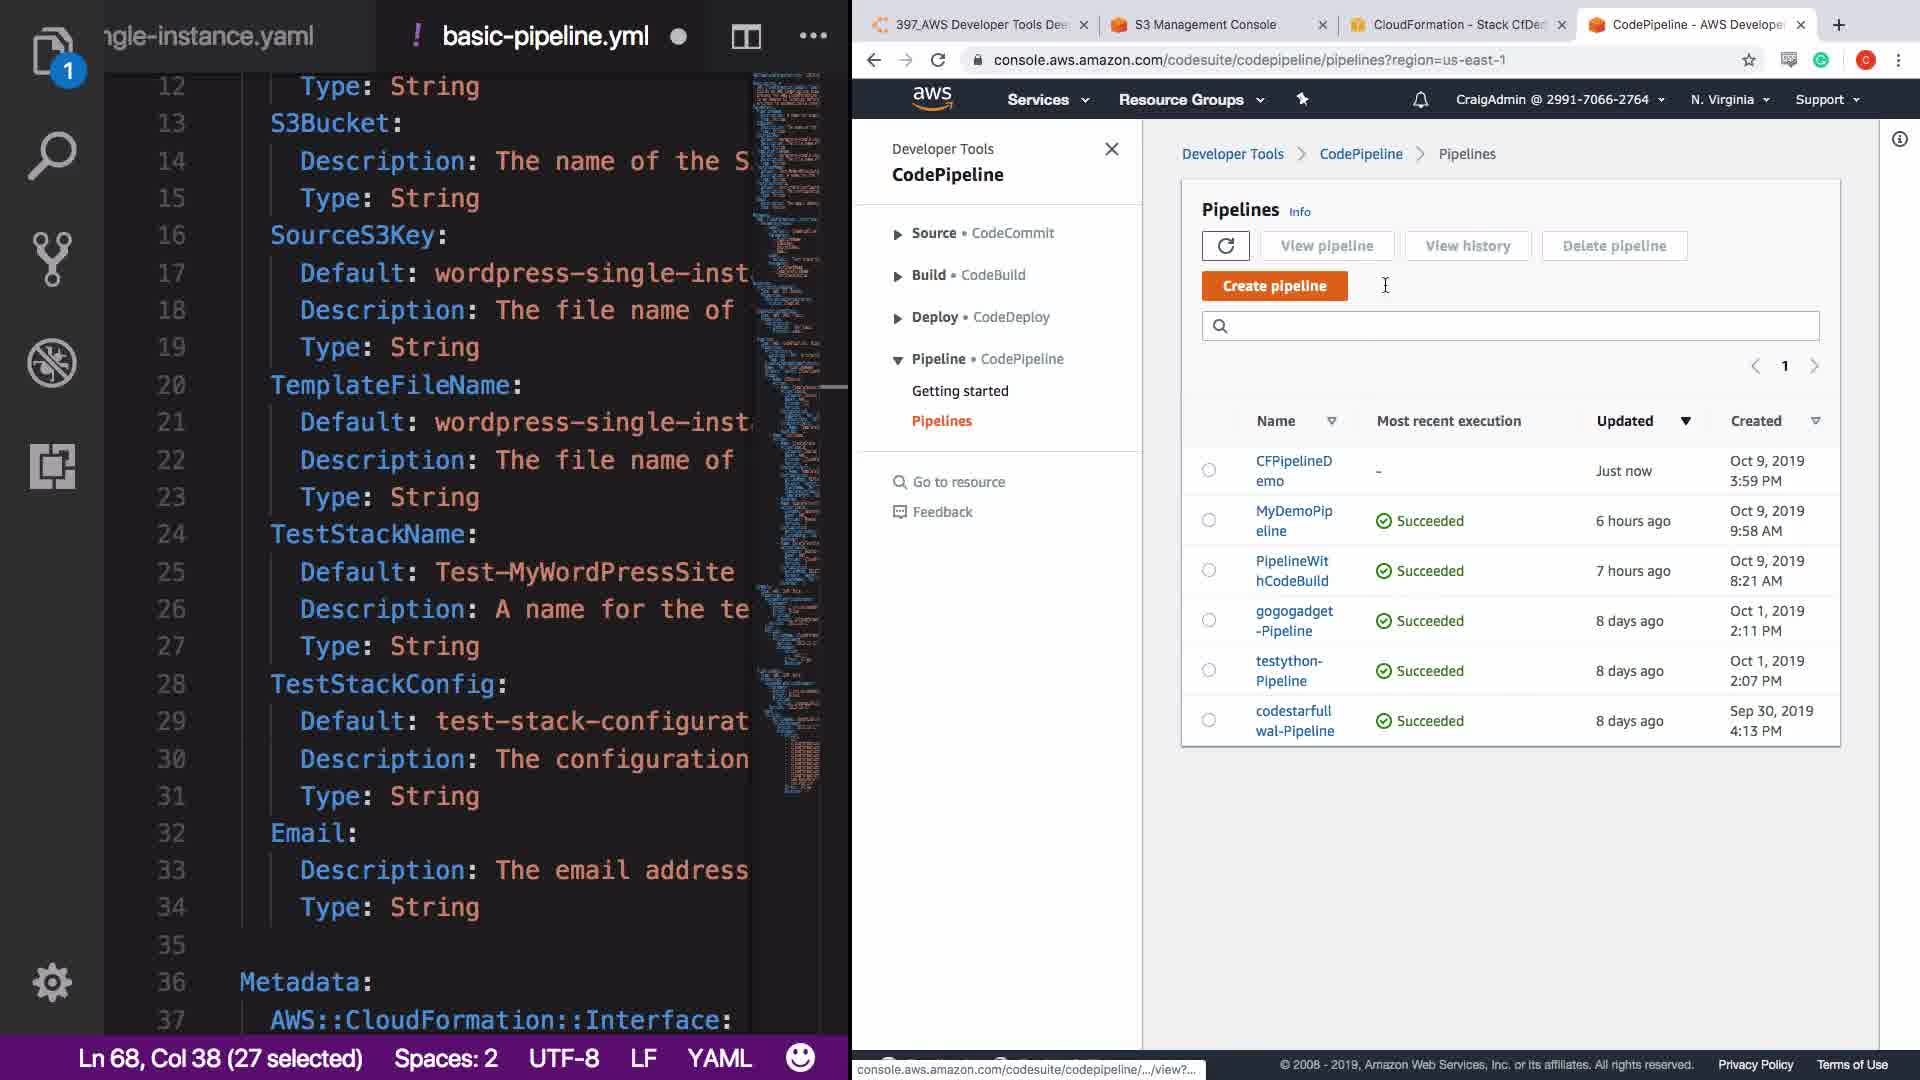 ngle-instance.yaml
! basic-pipeline.yml
1
12 Type: String
13 S3Bucket:
14 Description: The name of the S
15 Type: String
16 SourceS3Key:
17 Default: wordpress-single-inst
18 Description: The file name of
19 Type: String
20 TemplateFileName:
21 Default: wordpress-single-inst
22 Description: The file name of
23 Type: String
24 TestStackName:
25 Default: Test-MyWordPressSite
26 Description: A name for the te
27 Type: String
28 TestStackConfig:
29 Default: test-stack-configurat
30 Description: The configuration
31 Type: String
32 Email:
33 Description: The email address
34 Type: String
35
36 Metadata:
37 AWS::CloudFormation::Interface:
Ln 68, Col 38 (27 selected) Spaces: 2 UTF-8 LF YAML
397_AWS Developer Tools Dee
S3 Management Console
CloudFormation - Stack CfDem
CodePipeline - AWS Developer
console.aws.amazon.com/codesuite/codepipeline/pipelines?region=us-east-1
C
aws Services Resource Groups CraigAdmin @ 2991-7066-2764 N. Virginia Support
Developer Tools
CodePipeline
Source • CodeCommit
Build • CodeBuild
Deploy • CodeDeploy
Pipeline • CodePipeline
Getting started
Pipelines
Go to resource
Feedback
Developer Tools > CodePipeline > Pipelines
Pipelines Info
View pipeline View history Delete pipeline
Create pipeline
1
Name Most recent execution Updated Created
CFPipelineD
emo
-
Just now
Oct 9, 2019
3:59 PM
MyDemoPip
eline
Succeeded
6 hours ago
Oct 9, 2019
9:58 AM
PipelineWit
hCodeBuild
Succeeded
7 hours ago
Oct 9, 2019
8:21 AM
gogogadget
-Pipeline
Succeeded
8 days ago
Oct 1, 2019
2:11 PM
testython-
Pipeline
Succeeded
8 days ago
Oct 1, 2019
2:07 PM
codestarfull
wal-Pipeline
Succeeded
8 days ago
Sep 30, 2019
4:13 PM
console.aws.amazon.com/codesuite/codepipeline/.../view?...
© 2008 - 2019, Amazon Web Services, Inc. or its affiliates. All rights reserved. Privacy Policy Terms of Use